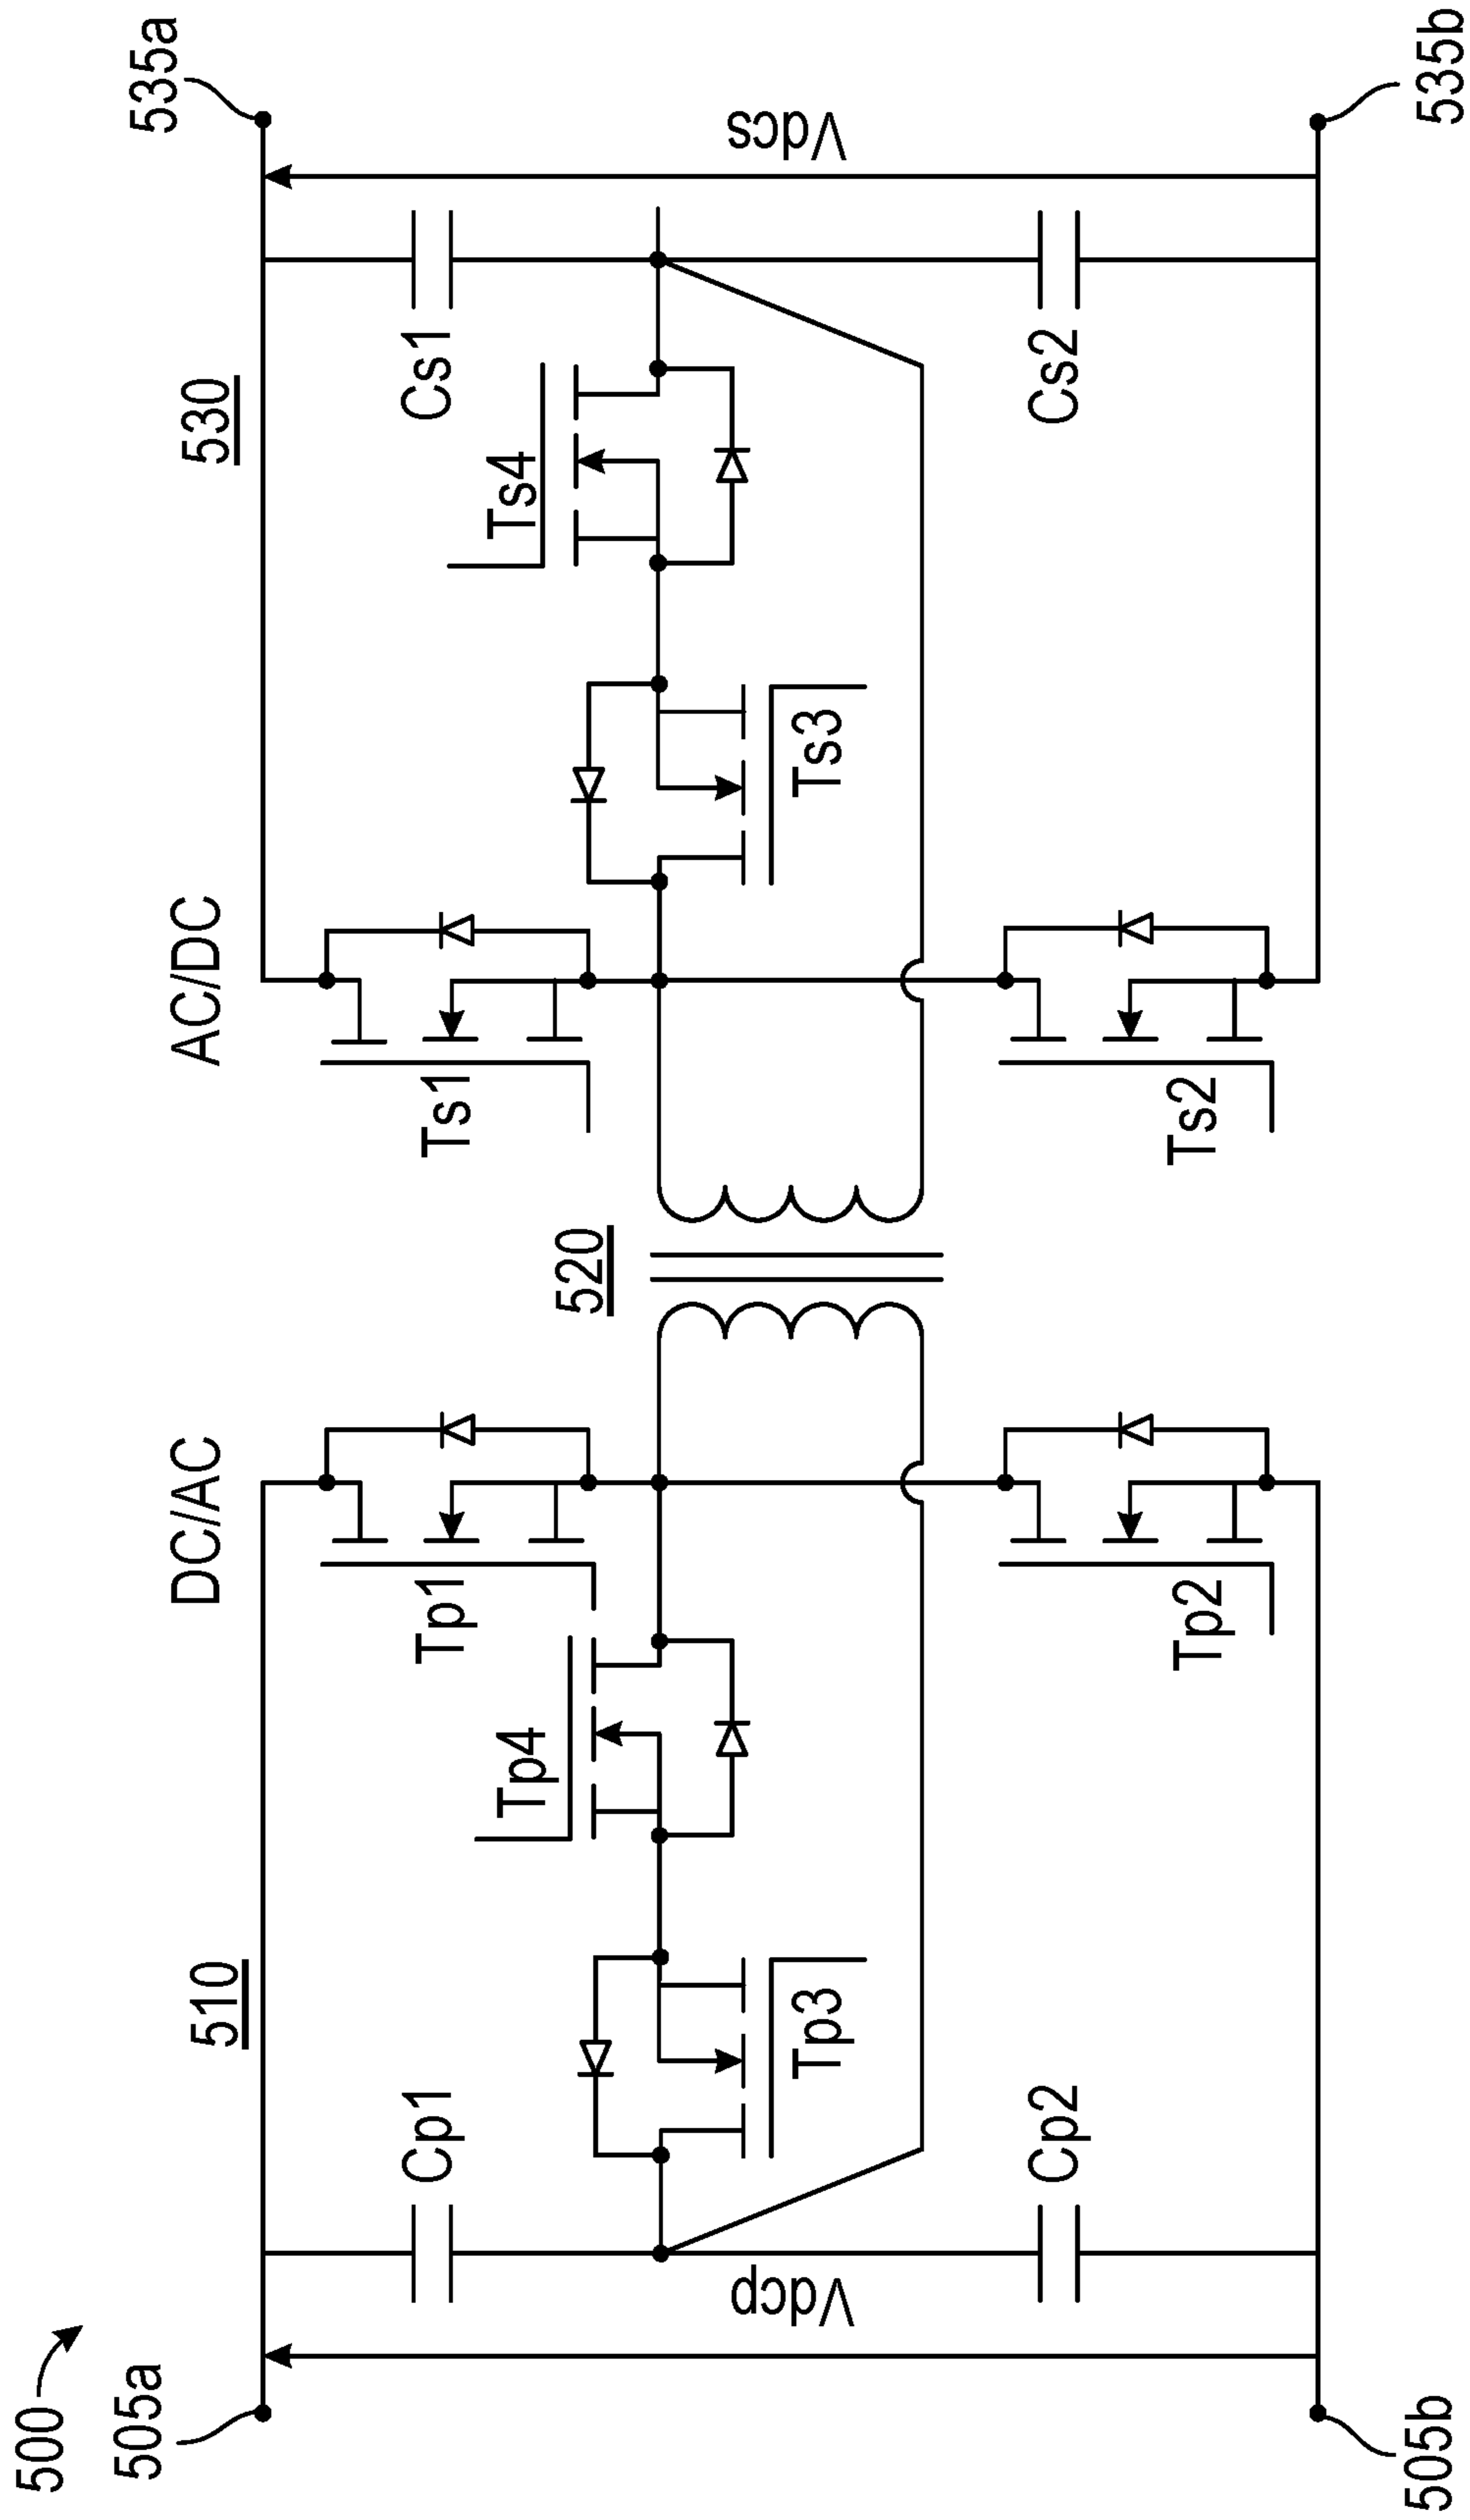 500
505a
505b
510
DC/AC
Vdcp
Cp1
Cp2
Tp3
Tp4
Tp1
Tp2
520
AC/DC
530
Ts1
Ts2
Ts3
Ts4
Cs1
Cs2
Vdcs
535a
535b